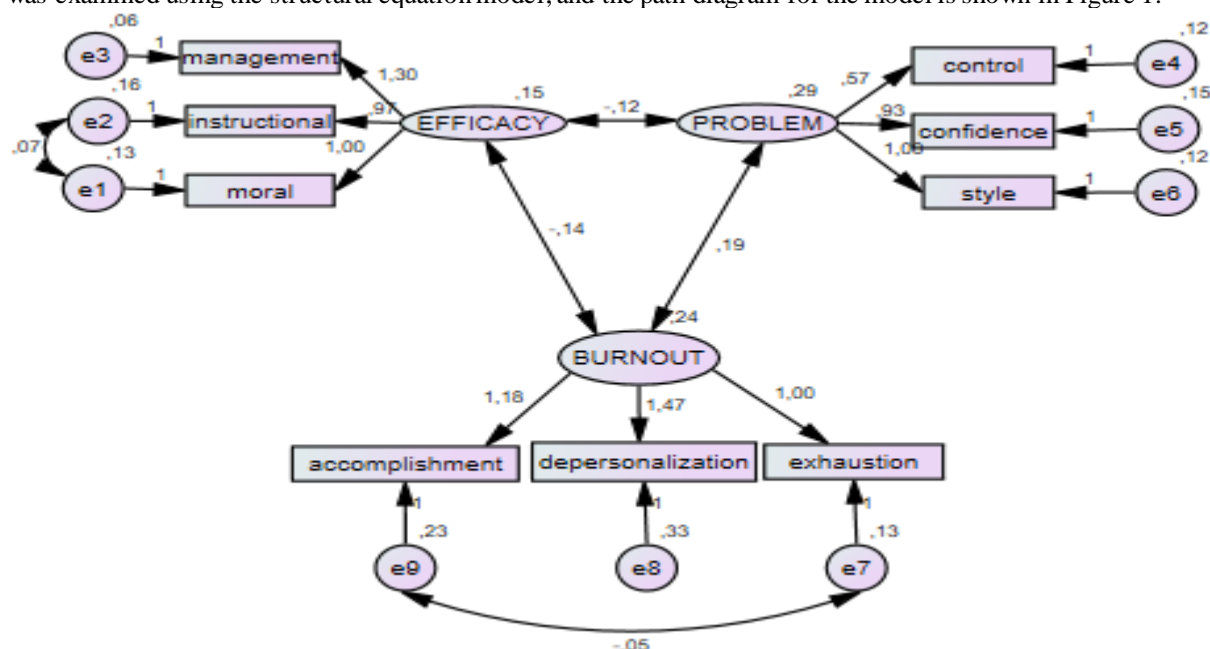 was examined using the structural equation model, and the path diagram for the model is shown in Figure 1.
,06
e3
1
management
1,30
,16
e2
1
instructional
,97
,07
,13
e1
1
moral
1,00
,15
EFFICACY
-,12
,29
PROBLEM
,57
control
1
,12
e4
,93
confidence
1
,15
e5
1,00
style
1
,12
e6
-,14
,19
,24
BURNOUT
1,18
1,47
1,00
accomplishment
depersonalization
exhaustion
1
1
1
,23
,33
,13
e9
e8
e7
-,05